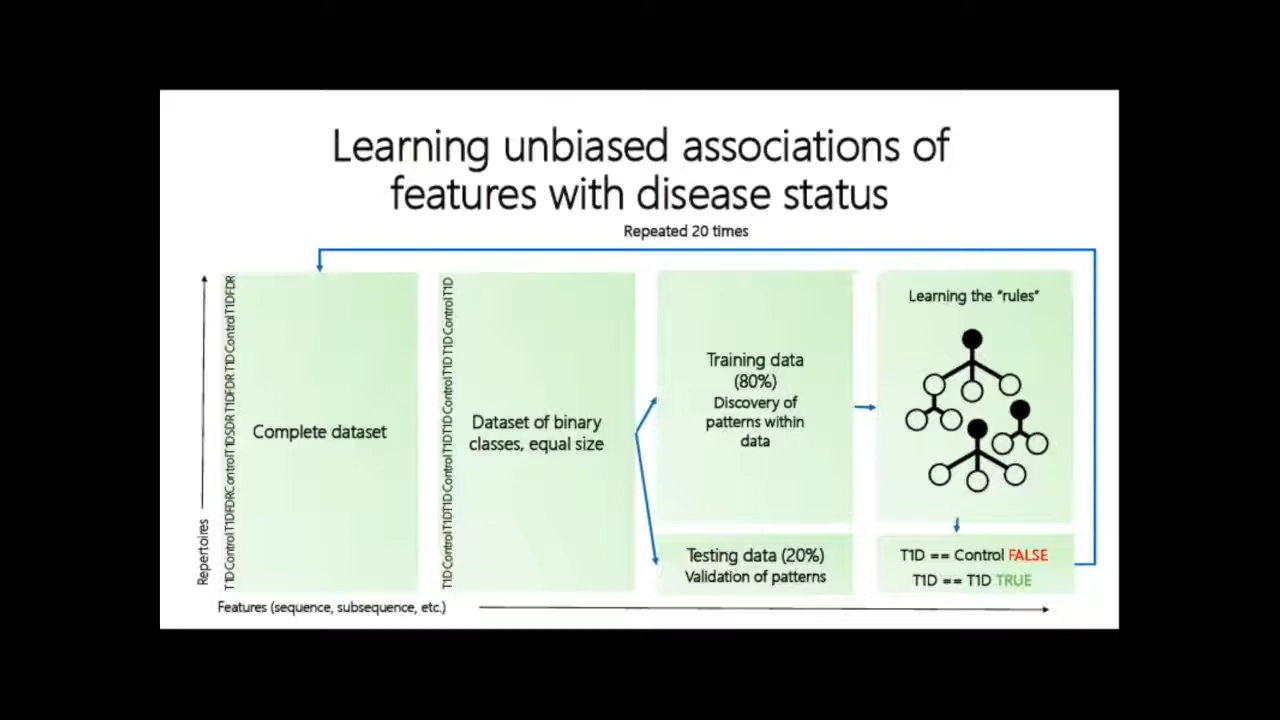 Learning unbiased associations of
features with disease status
Repeated 20 times
Repertoires
T1DControlT1DFDRControlT1DSDRT1DFDRT1DControlT1DFDR
Complete dataset
T1DControlT1DT1DControlT1DT1DControlT1D
Dataset of binary
classes, equal size
Training data
(80%)
Discovery of
patterns within
data
Testing data (20%)
Validation of patterns
Learning the "rules"
T1D == Control FALSE
T1D == T1D TRUE
Features (sequence, subsequence, etc.)